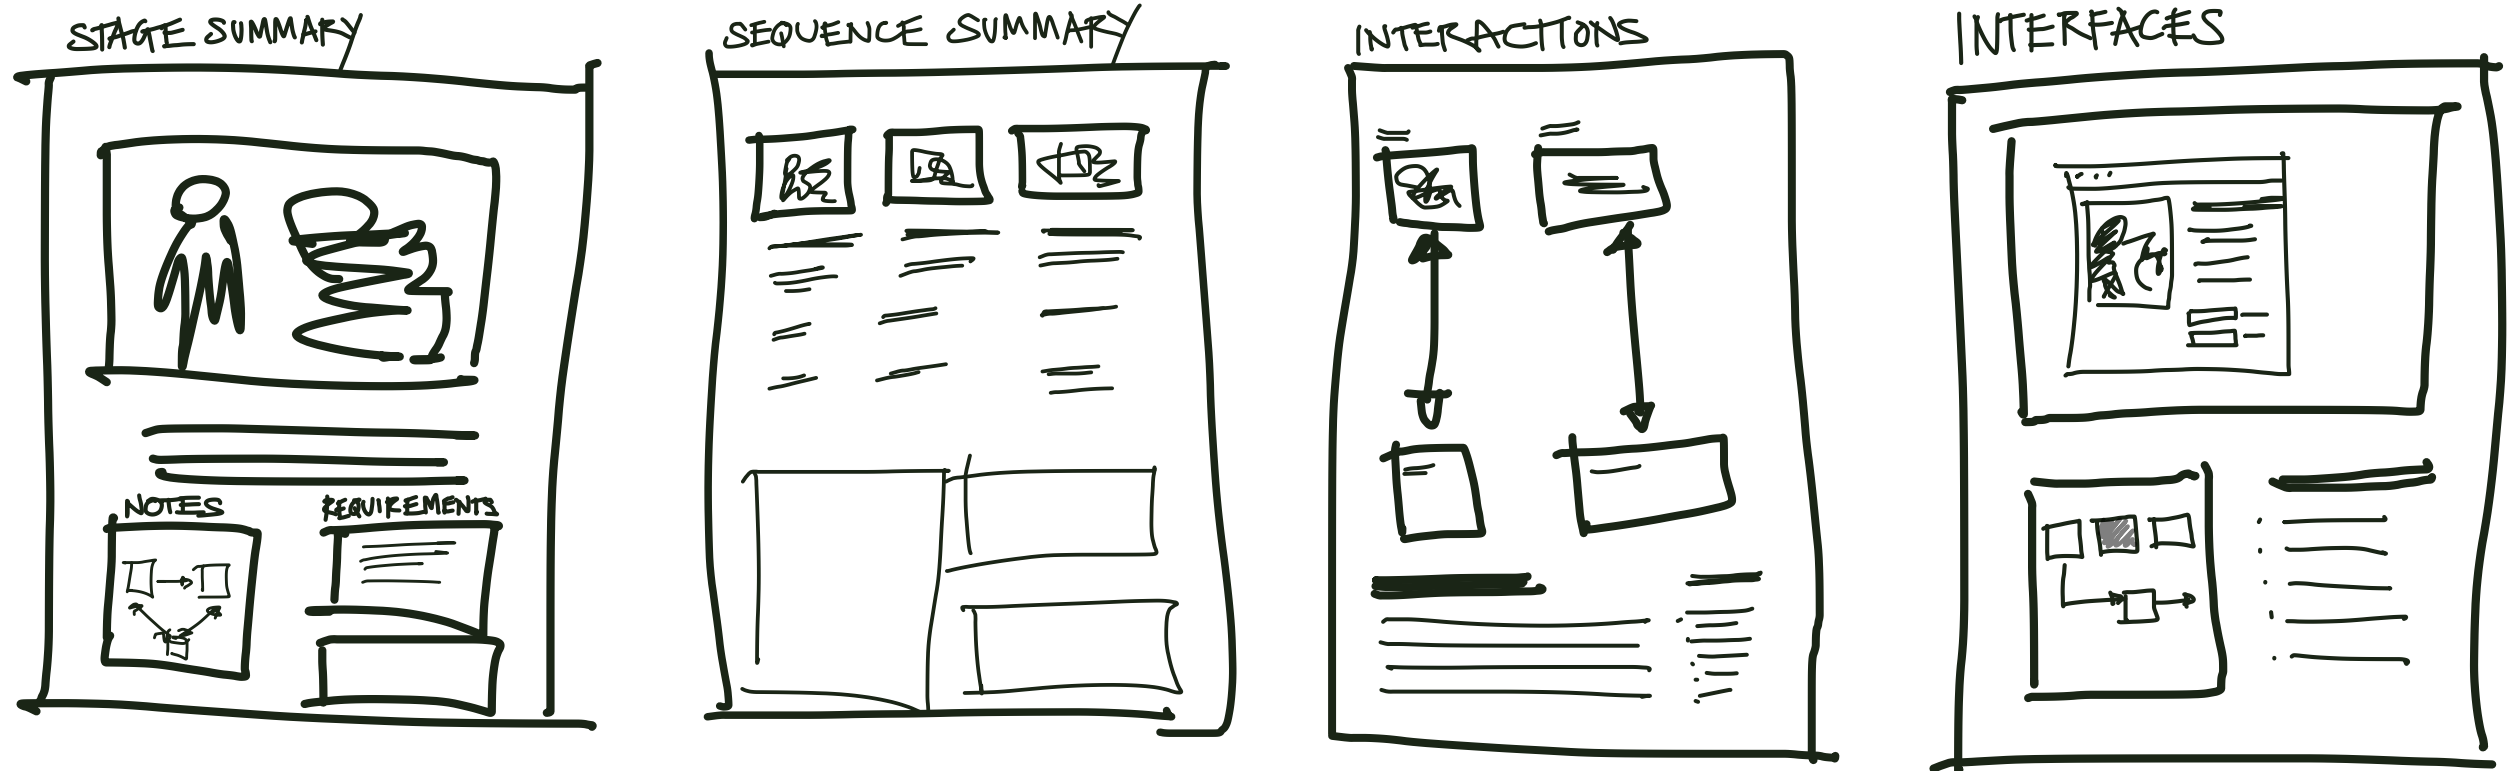 STAGE SUMMARY
SEQUENCE SUMMARY
INTERACTIONS
INTERFACES
NOTES
REQUIREMENTS